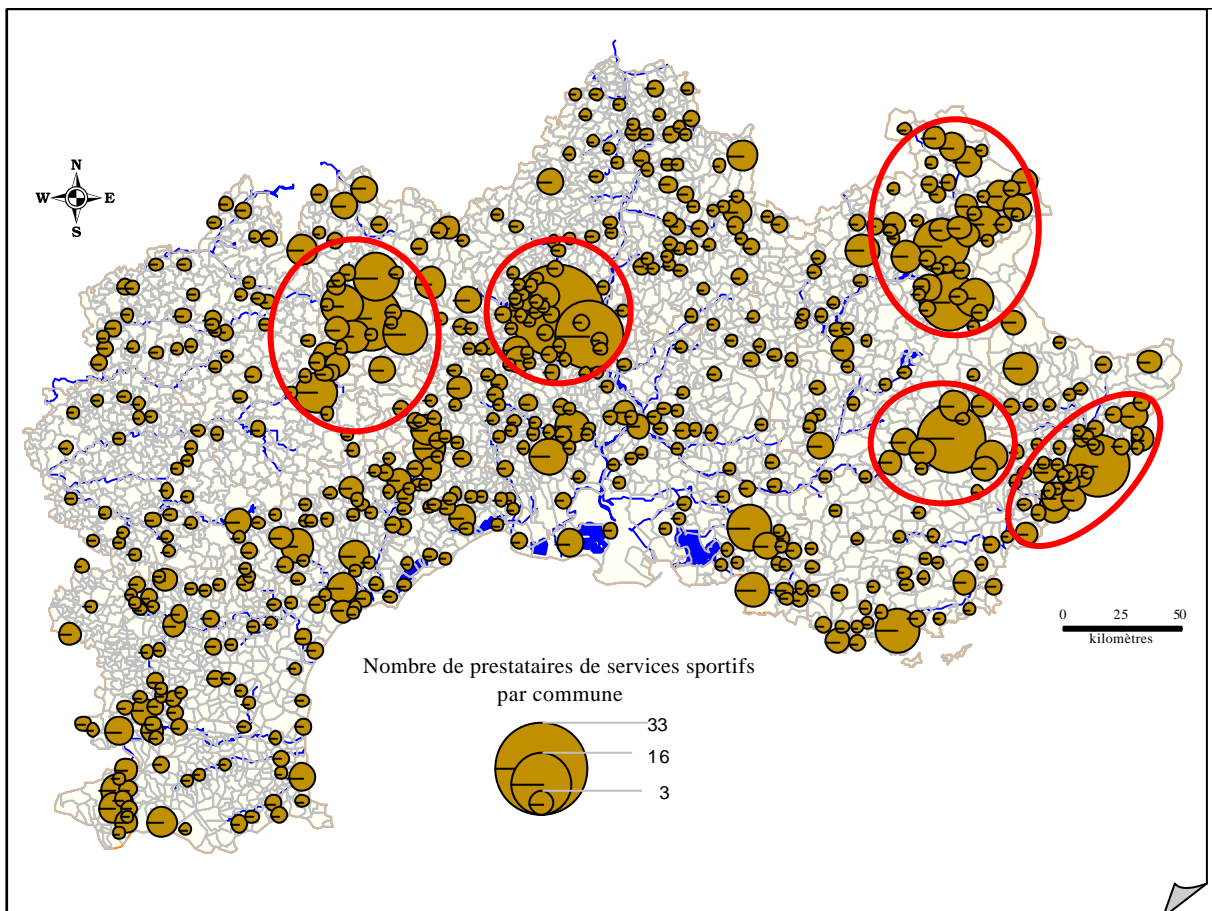 N
W E
S
0 25 50
kilomètres
Nombre de prestataires de services sportifs
par commune
33
16
3